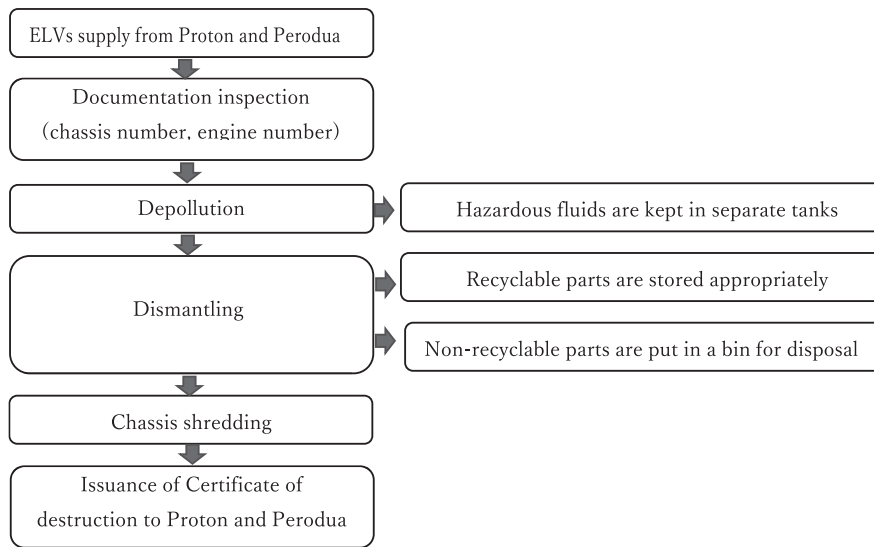 ELVs supply from Proton and Perodua
Documentation inspection
(chassis number, engine number)
Depollution
Hazardous fluids are kept in separate tanks
Recyclable parts are stored appropriately
Dismantling
Non-recyclable parts are put in a bin for disposal
Chassis shredding
Issuance of Certificate of
destruction to Proton and Perodua